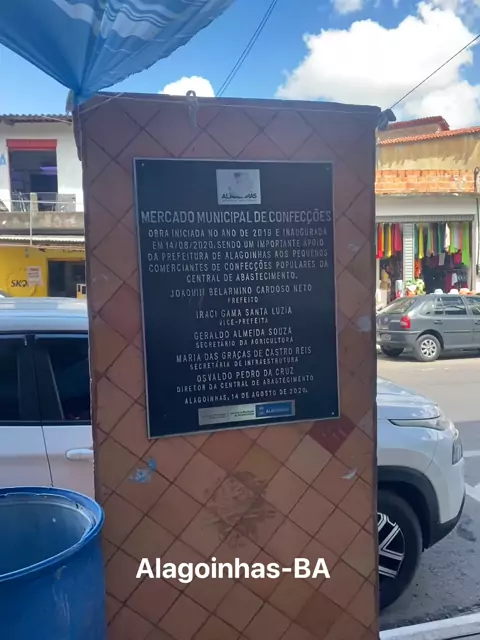 ALAGOINHAS
MERCADO MUNICIPAL DE CONFECÇÕES
OBRA INICIADA NO ANO DE 2019 E INAUGURADA
EM 14/08/2020, SENDO UM IMPORTANTE APOIO
DA PREFEITURA DE ALAGOINHAS AOS PEQUENOS
COMERCIANTES DE CONFECÇÕES POPULARES DA
CENTRAL DE ABASTECIMENTO.
JOAQUIM BELARMINO CARDOSO NETO
PREFEITO
IRACI GAMA SANTA LUZIA
VICE-PREFEITA
GERALDO ALMEIDA SOUZA
SECRETÁRIO DA AGRICULTURA
MARIA DAS GRAÇAS DE CASTRO REIS
SECRETÁRIA DE INFRAESTRUTURA
OSVALDO PEDRO DA CRUZ
DIRETOR DA CENTRAL DE ABASTECIMENTO
ALAGOINHAS, 14 DE AGOSTO DE 2020.
SKO
Alagoinhas-BA